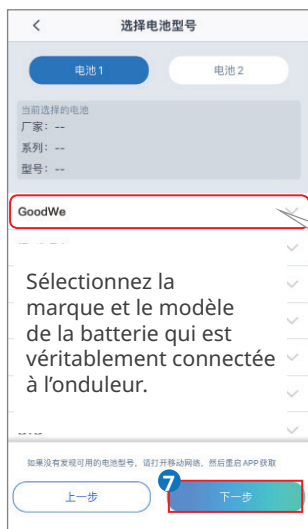 选择电池型号
电池1
电池2
当前选择的电池
厂家：--
系列：--
型号：--
GoodWe
Sélectionnez la
marque et le modèle
de la batterie qui est
véritablement connectée
à l'onduleur.
如果没有发现可用的电池型号，请打开移动网络，然后重启APP获取
7
上一步
下一步